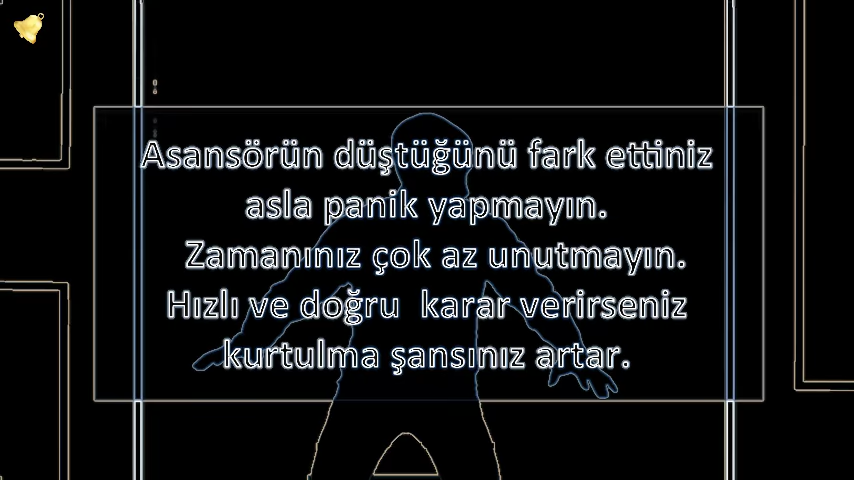 Asansörün düştüğünü fark ettiniz
asla panik yapmayın.
Zamanınız çok az unutmayın.
Hızlı ve doğru karar verirseniz
kurtulma şansınız artar.